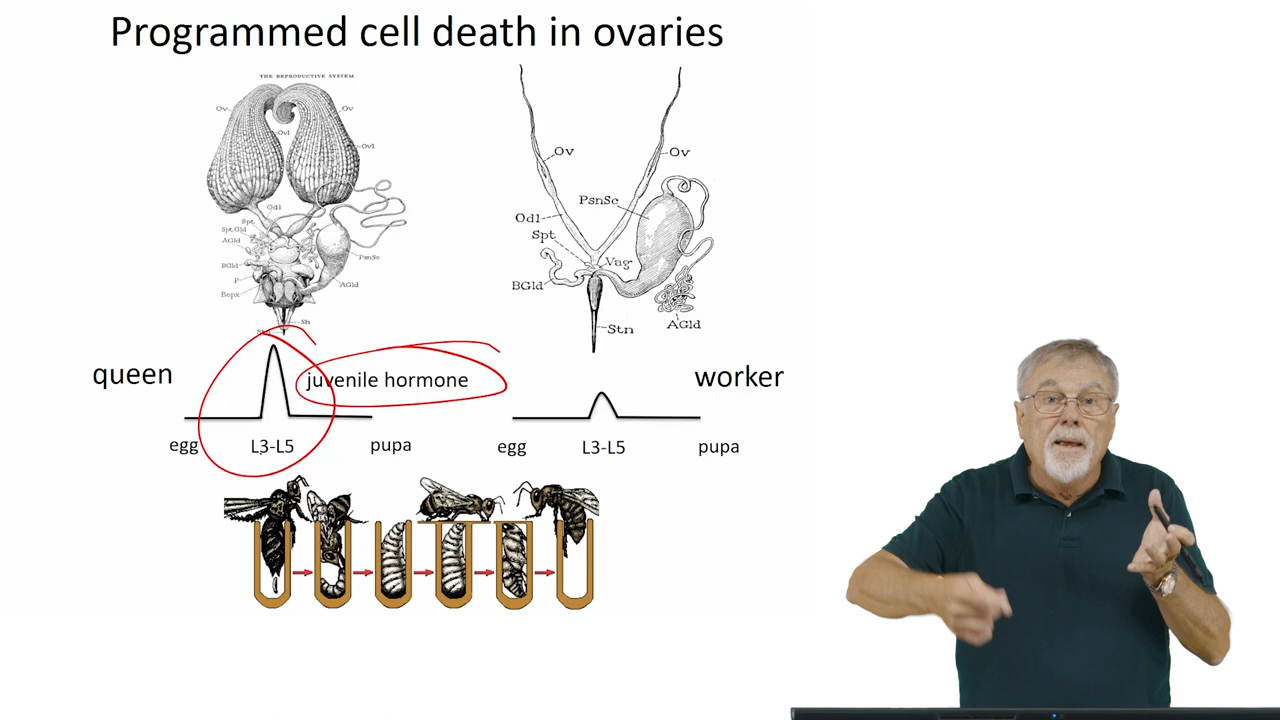 Programmed cell death in ovaries
THE REPRODUCTIVE SYSTEM
Ov
Ov
Ovl
Ovl
Odl
Spt
Spt Gld
AGld
BGld
P
PsnSc
AGld
Sh
Ov
Ov
PsnSc
Odl
Spt
Vag
BGld
AGld
Stn
queen
juvenile hormone
worker
egg
L3-L5
pupa
egg
L3-L5
pupa